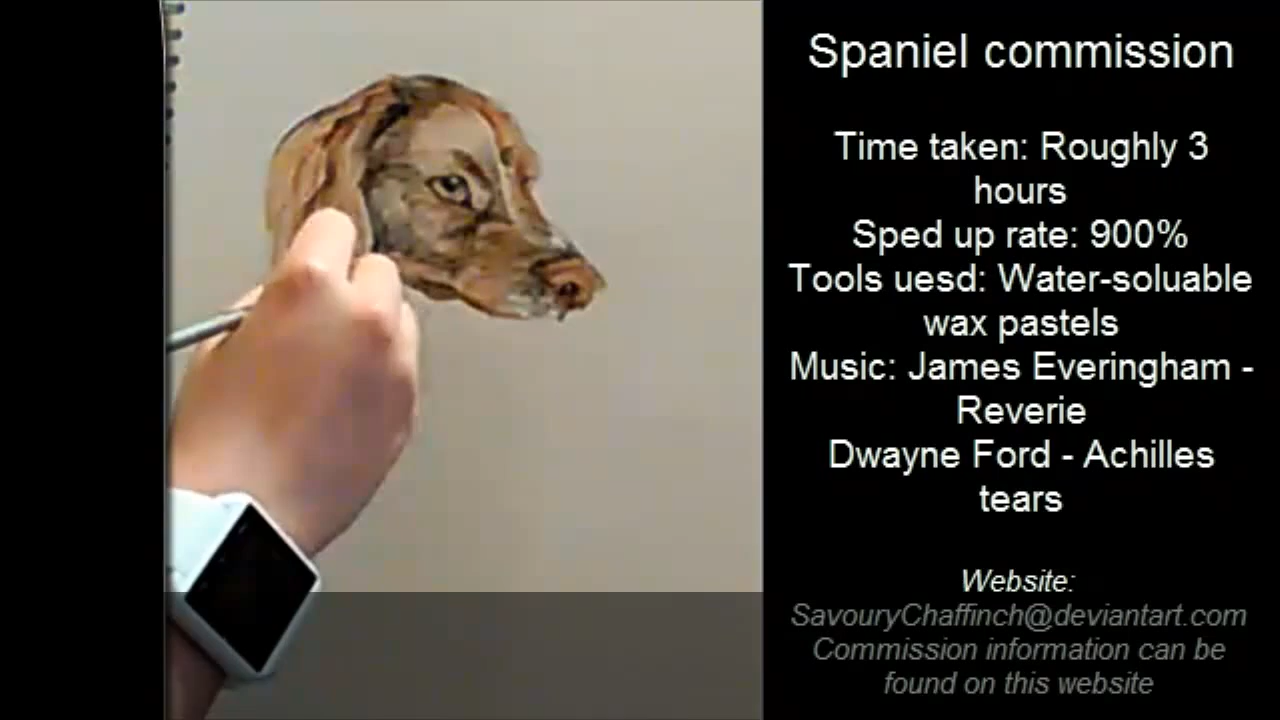 Spaniel commission
Time taken: Roughly 3
hours
Sped up rate: 900%
Tools uesd: Water-soluable
wax pastels
Music: James Everingham -
Reverie
Dwayne Ford - Achilles
tears
Website:
SavouryChaffinch@deviantart.com
Commission information can be
found on this website